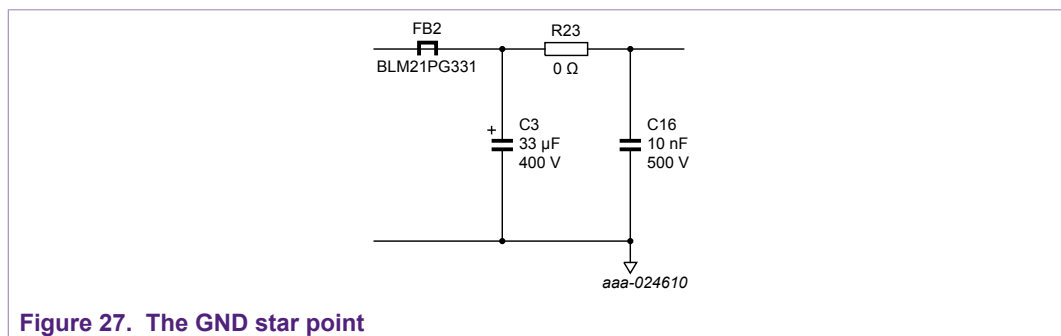 FB2
BLM21PG331
R23
0 Ω
+
C3
33 μF
400 V
C16
10 nF
500 V
aaa-024610
Figure 27. The GND star point